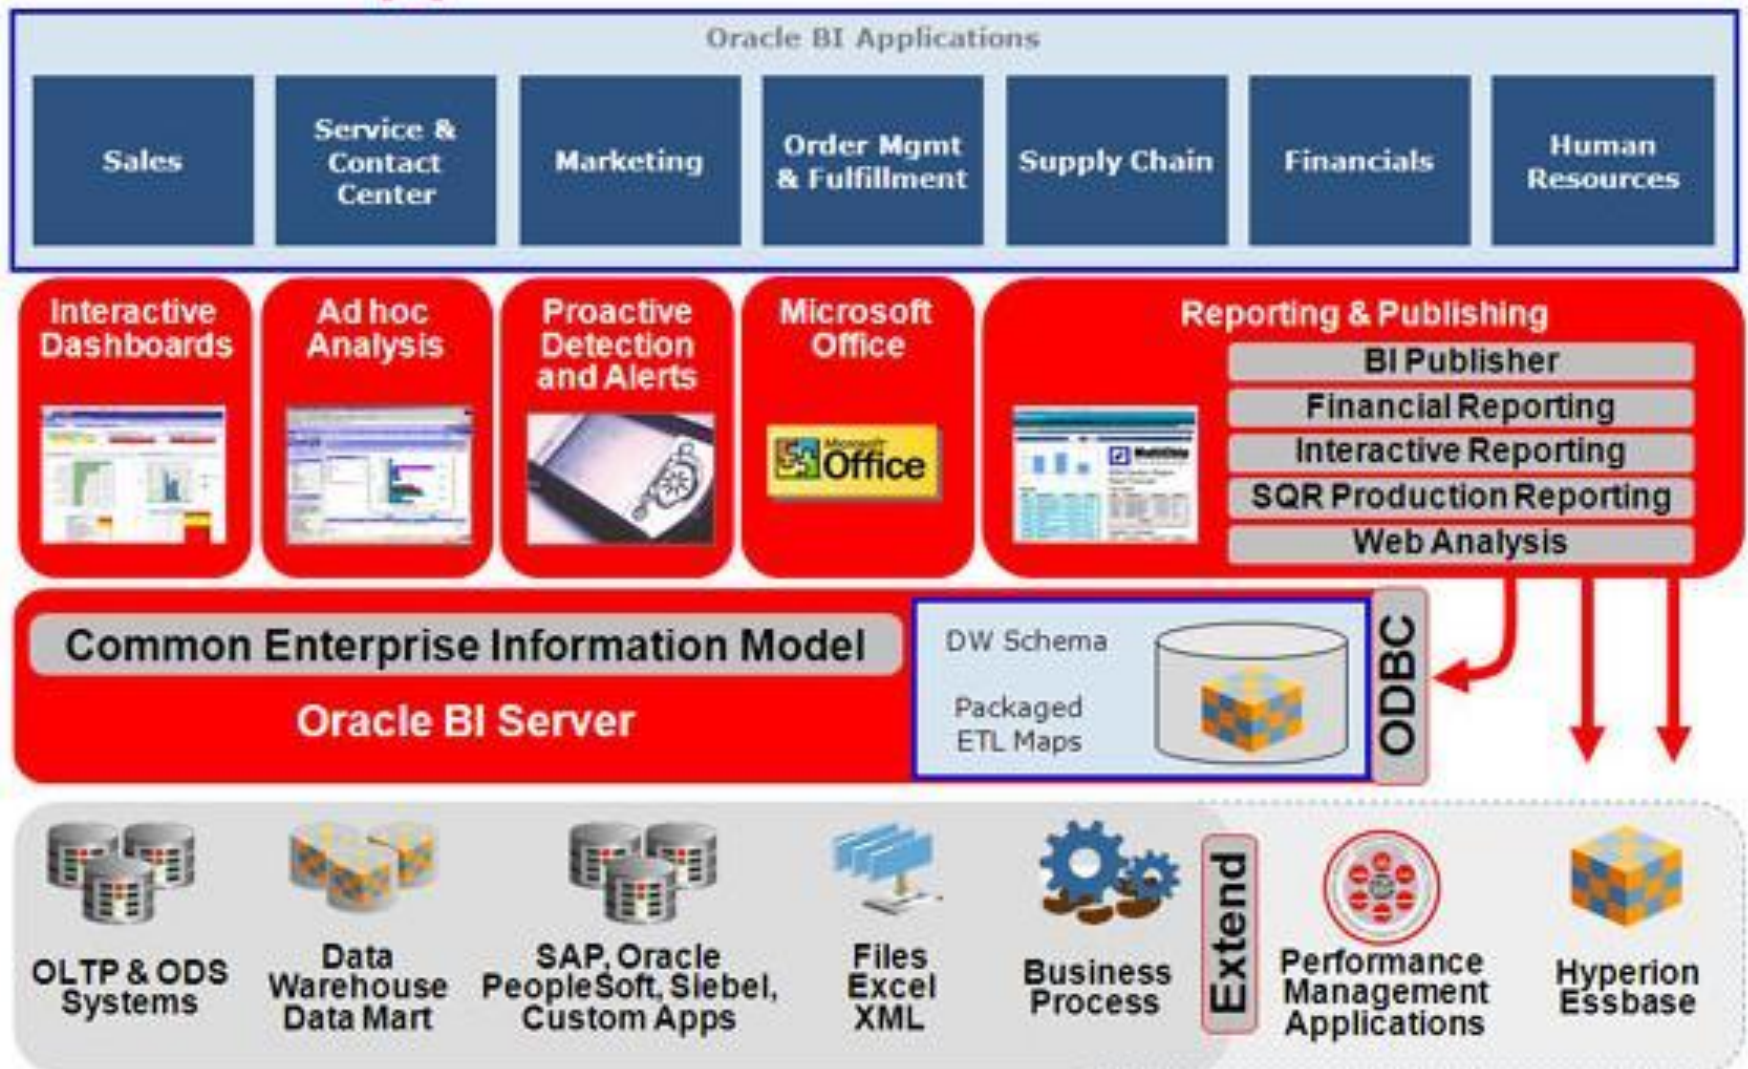 Oracle BI Applications
Sales
Service &
Contact
Center
Marketing
Order Mgmt
& Fulfillment
Supply Chain
Financials
Human
Resources
Interactive
Dashboards
Ad hoc
Analysis
Proactive
Detection
and Alerts
Microsoft
Office
Microsoft
Office
Reporting & Publishing
BI Publisher
Financial Reporting
Interactive Reporting
SQR Production Reporting
Web Analysis
Common Enterprise Information Model
Oracle BI Server
DW Schema
Packaged
ETL Maps
ODBC
OLTP & ODS
Systems
Data
Warehouse
Data Mart
SAP, Oracle
PeopleSoft, Siebel,
Custom Apps
Files
Excel
XML
Business
Process
Extend
Performance
Management
Applications
Hyperion
Essbase